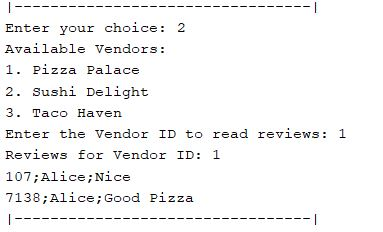 |---------------------------------|
Enter your choice: 2
Available Vendors:
1. Pizza Palace
2. Sushi Delight
3. Taco Haven
Enter the Vendor ID to read reviews: 1
Reviews for Vendor ID: 1
107;Alice;Nice
7138;Alice;Good Pizza
|---------------------------------|